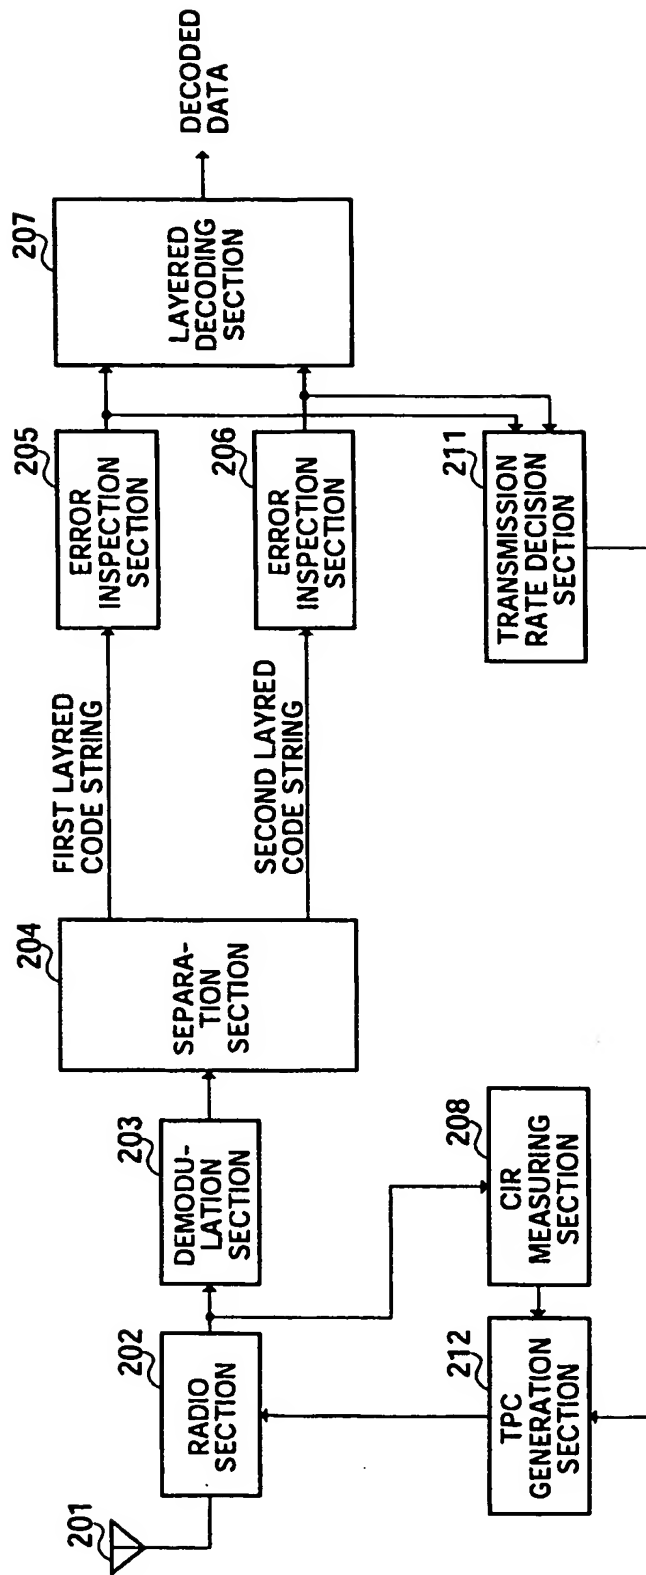 201
202
RADIO
SECTION
203
DEMODU-
LATION
SECTION
204
SEPARA-
TION
SECTION
FIRST LAYRED
CODE STRING
SECOND LAYRED
CODE STRING
205
ERROR
INSPECTION
SECTION
206
ERROR
INSPECTION
SECTION
207
LAYERED
DECODING
SECTION
DECODED
DATA
212
TPC
GENERATION
SECTION
208
CIR
MEASURING
SECTION
211
TRANSMISSION
RATE DECISION
SECTION